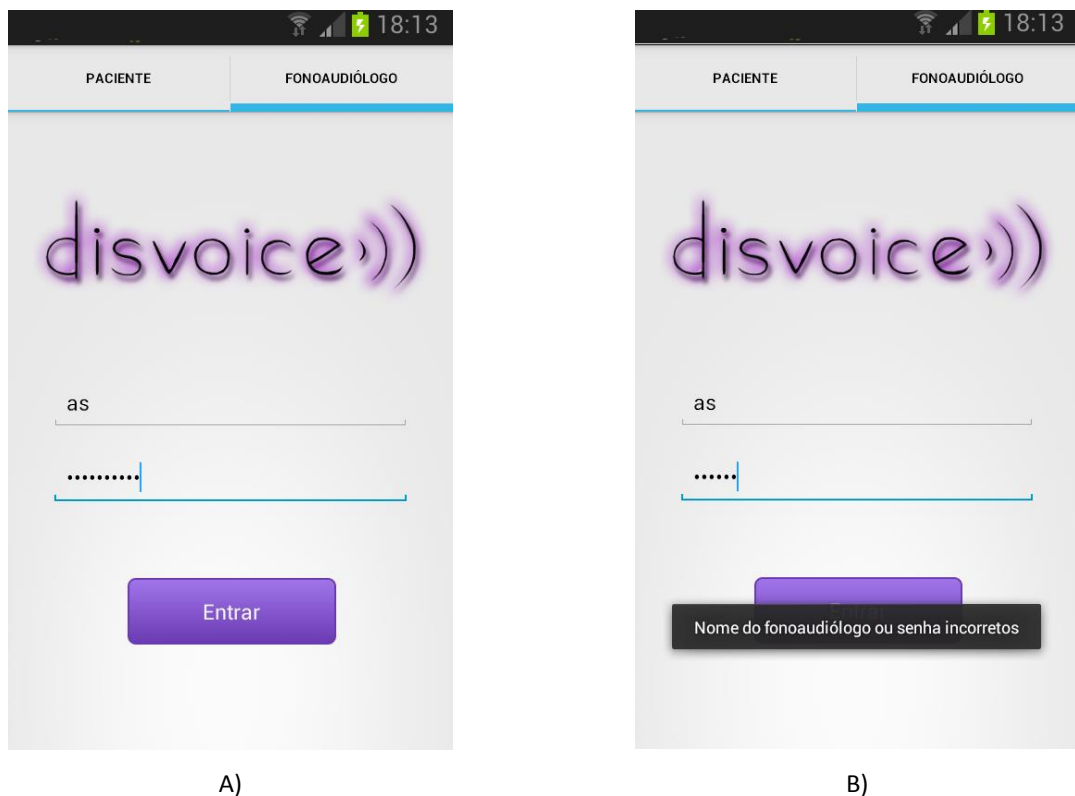 18:13
PACIENTE FONOAUDIÓLOGO
disvoice
as
••••••••••
Entrar
A)
18:13
PACIENTE FONOAUDIÓLOGO
disvoice
as
••••••
Entrar
Nome do fonoaudiólogo ou senha incorretos
B)